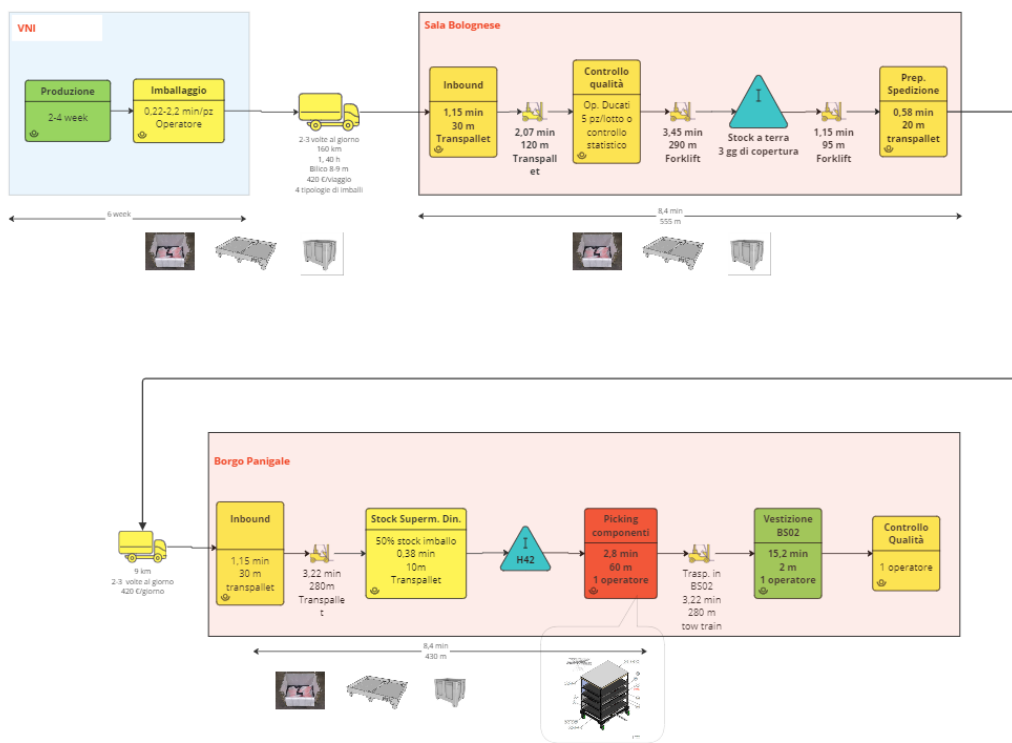 VNI
Produzione
2-4 week
Imballaggio
0,22-2,2 min/pz
Operatore
2-3 volte al giorno
160 km
1, 40 h
Bilico 8-9 m
420 €/viaggio
4 tipologie di imballi
6 week
Sala Bolognese
Inbound
1,15 min
30 m
Transpallet
2,07 min
120 m
Transpall
et
Controllo
qualità
Op. Ducati
5 pz/lotto o
controllo
statistico
3,45 min
290 m
Forklift
I
Stock a terra
3 gg di copertura
1,15 min
95 m
Forklift
Prep.
Spedizione
0,58 min
20 m
transpallet
8,4 min
555 m
9 km
2-3 volte al giorno
420 €/giorno
Borgo Panigale
Inbound
1,15 min
30 m
transpallet
3,22 min
280m
Transpalle
t
Stock Superm. Din.
50% stock imballo
0,38 min
10m
Transpallet
I
H42
Picking
componenti
2,8 min
60 m
1 operatore
Trasp. in
BS02
3,22 min
280 m
tow train
Vestizione
BS02
15,2 min
2 m
1 operatore
Controllo
Qualità
1 operatore
8,4 min
430 m